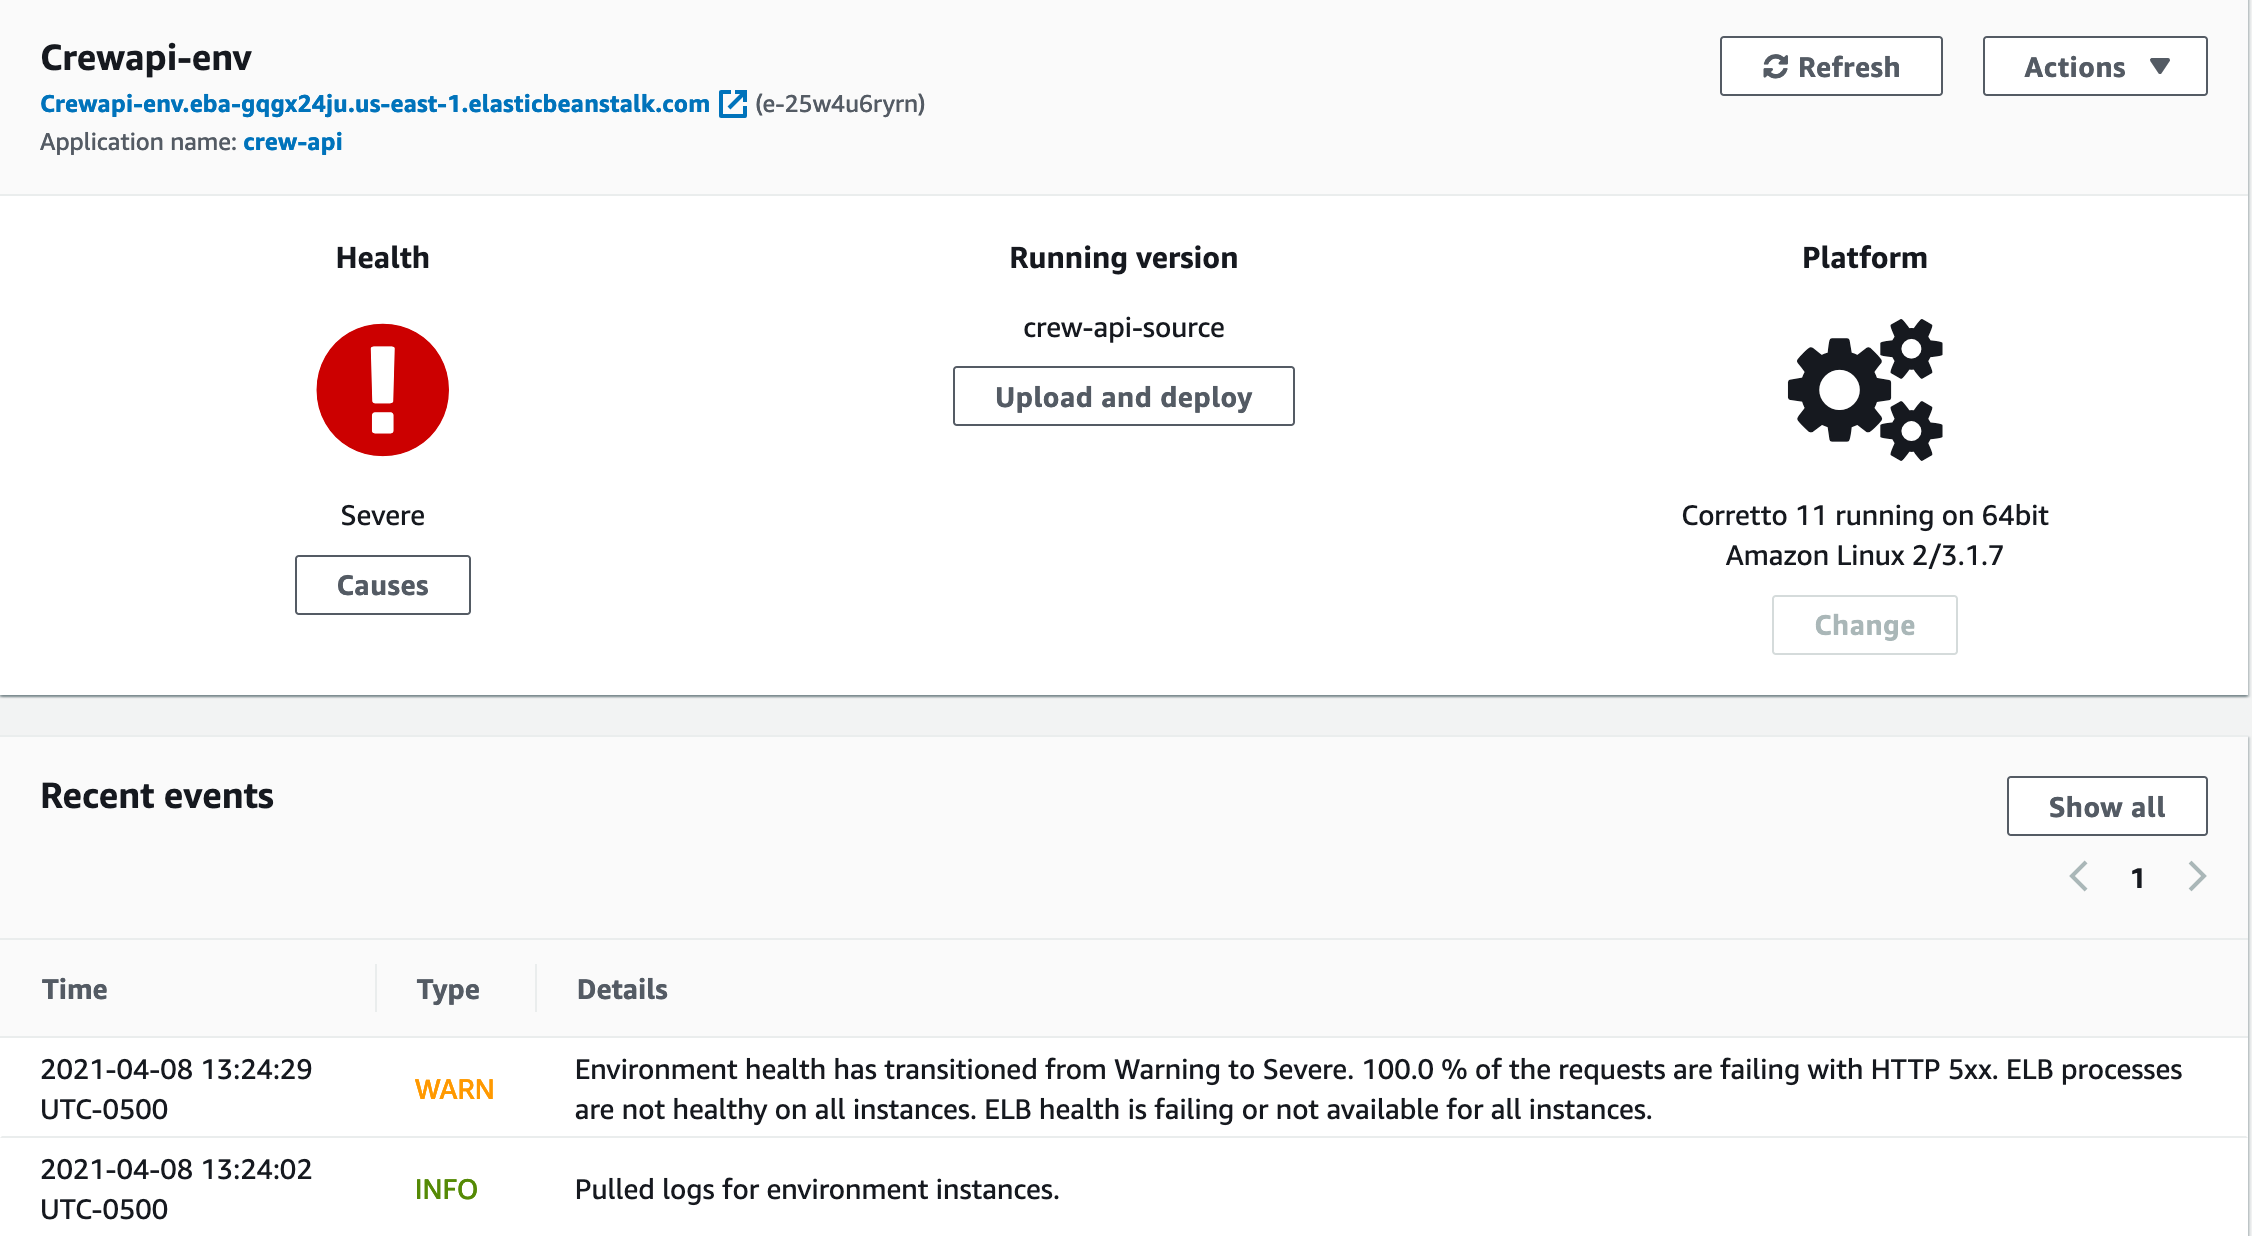 Crewapi-env
Refresh
Actions
Crewapi-env.eba-gqgx24ju.us-east-1.elasticbeanstalk.com (e-25w4u6ryrn)
Application name: crew-api
Health
Running version
Platform
crew-api-source
Upload and deploy
Severe
Causes
Corretto 11 running on 64bit
Amazon Linux 2/3.1.7
Change
Recent events
Show all
1
Time
Type
Details
2021-04-08 13:24:29
UTC-0500
WARN
Environment health has transitioned from Warning to Severe. 100.0 % of the requests are failing with HTTP 5xx. ELB processes
are not healthy on all instances. ELB health is failing or not available for all instances.
2021-04-08 13:24:02
UTC-0500
INFO
Pulled logs for environment instances.